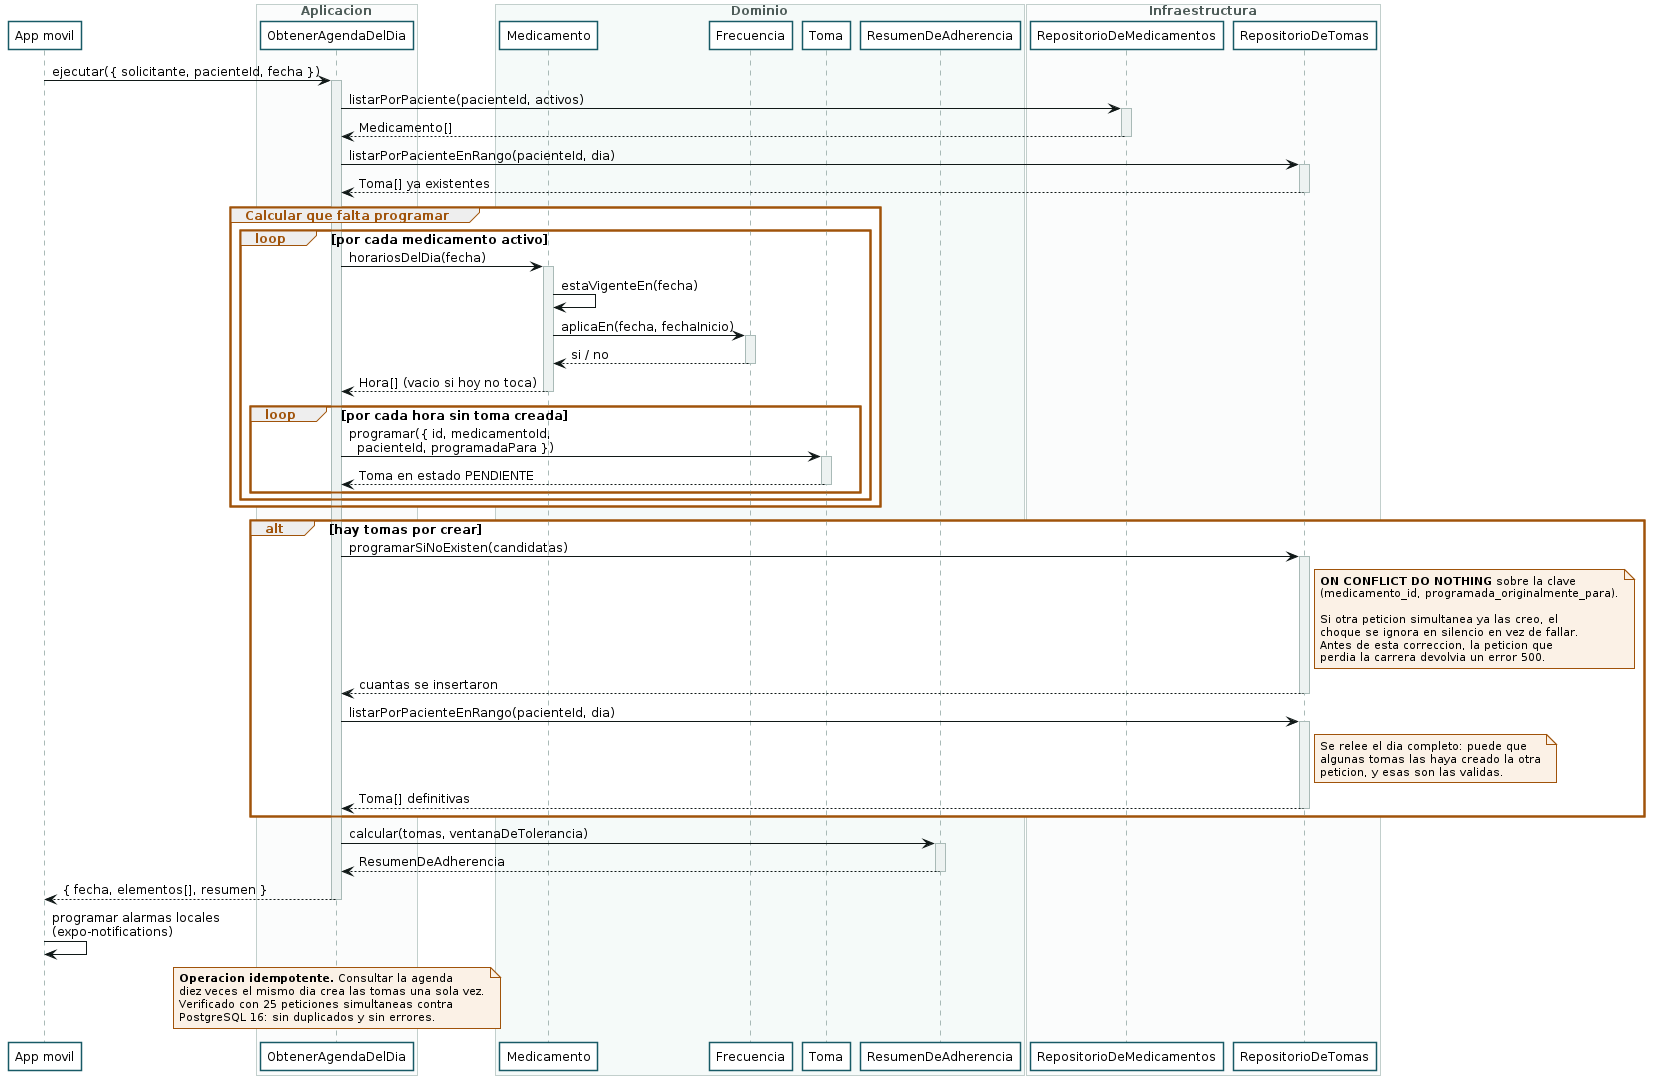 Aplicacion
Dominio
Infraestructura
App movil
ObtenerAgendaDelDia
Medicamento
Frecuencia
Toma
ResumenDeAdherencia
RepositorioDeMedicamentos
RepositorioDeTomas
ejecutar({ solicitante, pacienteId, fecha })
listarPorPaciente(pacienteId, activos)
Medicamento[]
listarPorPacienteEnRango(pacienteId, dia)
Toma[] ya existentes
Calcular que falta programar
loop
[por cada medicamento activo]
horariosDelDia(fecha)
estaVigenteEn(fecha)
aplicaEn(fecha, fechaInicio)
si / no
Hora[] (vacio si hoy no toca)
loop
[por cada hora sin toma creada]
programar({ id, medicamentoId,
pacienteId, programadaPara })
Toma en estado PENDIENTE
alt
[hay tomas por crear]
programarSiNoExisten(candidatas)
ON CONFLICT DO NOTHING sobre la clave
(medicamento_id, programada_originalmente_para).
Si otra peticion simultanea ya las creo, el
choque se ignora en silencio en vez de fallar.
Antes de esta correccion, la peticion que
perdia la carrera devolvia un error 500.
cuantas se insertaron
listarPorPacienteEnRango(pacienteId, dia)
Se relee el dia completo: puede que
algunas tomas las haya creado la otra
peticion, y esas son las validas.
Toma[] definitivas
calcular(tomas, ventanaDeTolerancia)
ResumenDeAdherencia
{ fecha, elementos[], resumen }
programar alarmas locales
(expo-notifications)
Operacion idempotente. Consultar la agenda
diez veces el mismo dia crea las tomas una sola vez.
Verificado con 25 peticiones simultaneas contra
PostgreSQL 16: sin duplicados y sin errores.
App movil
ObtenerAgendaDelDia
Medicamento
Frecuencia
Toma
ResumenDeAdherencia
RepositorioDeMedicamentos
RepositorioDeTomas